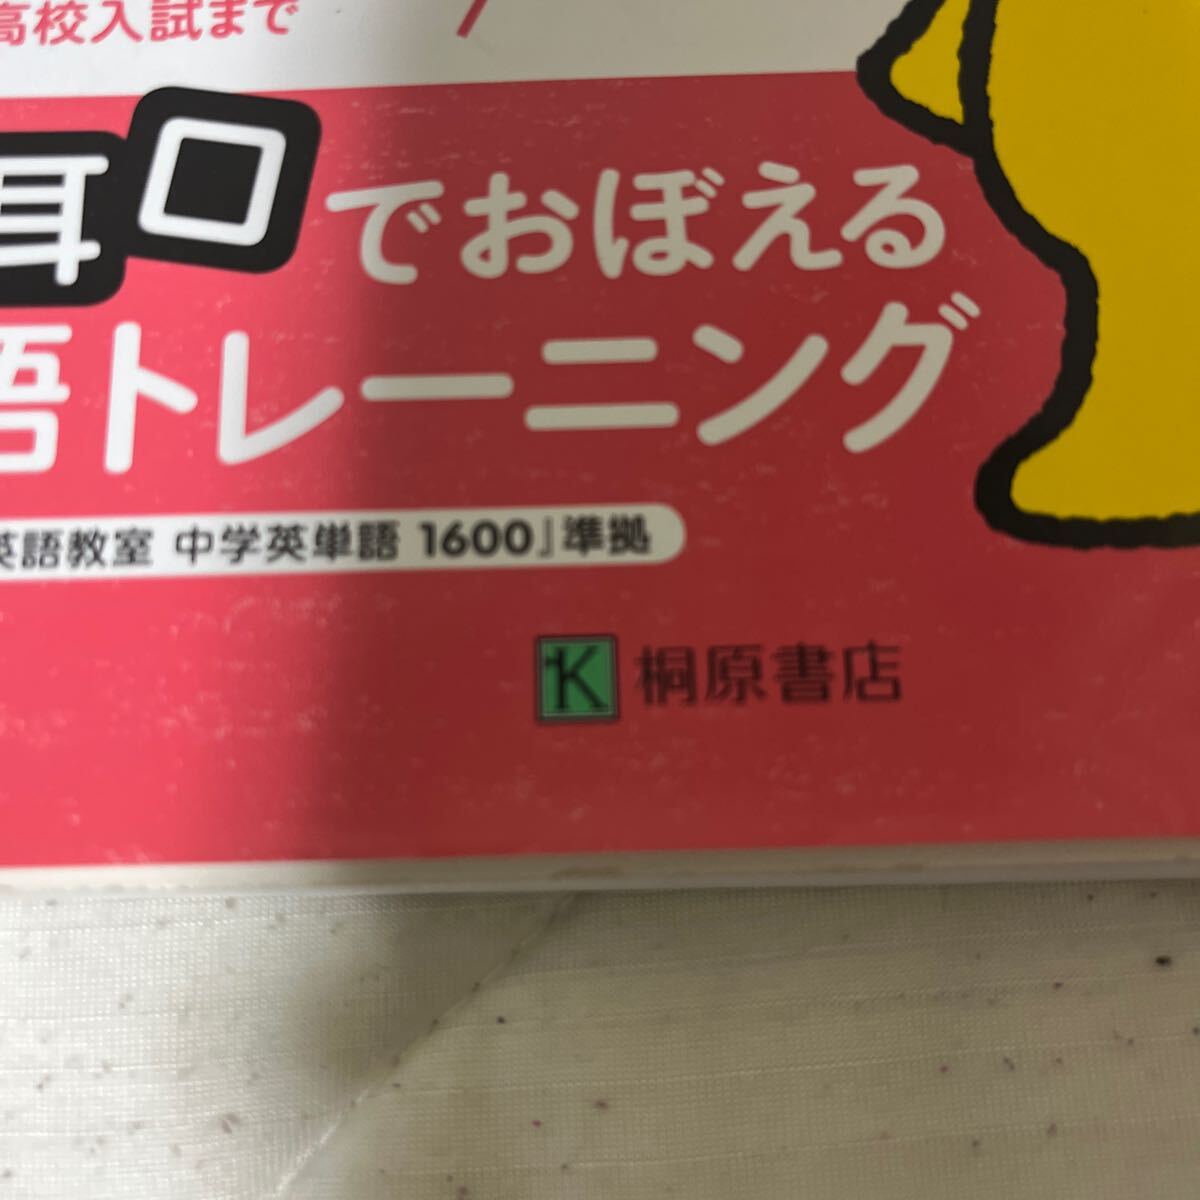 高校入試まで
耳口でおぼえる
語トレーニング
英語教室 中学英単語 1600」準拠
K 桐原書店